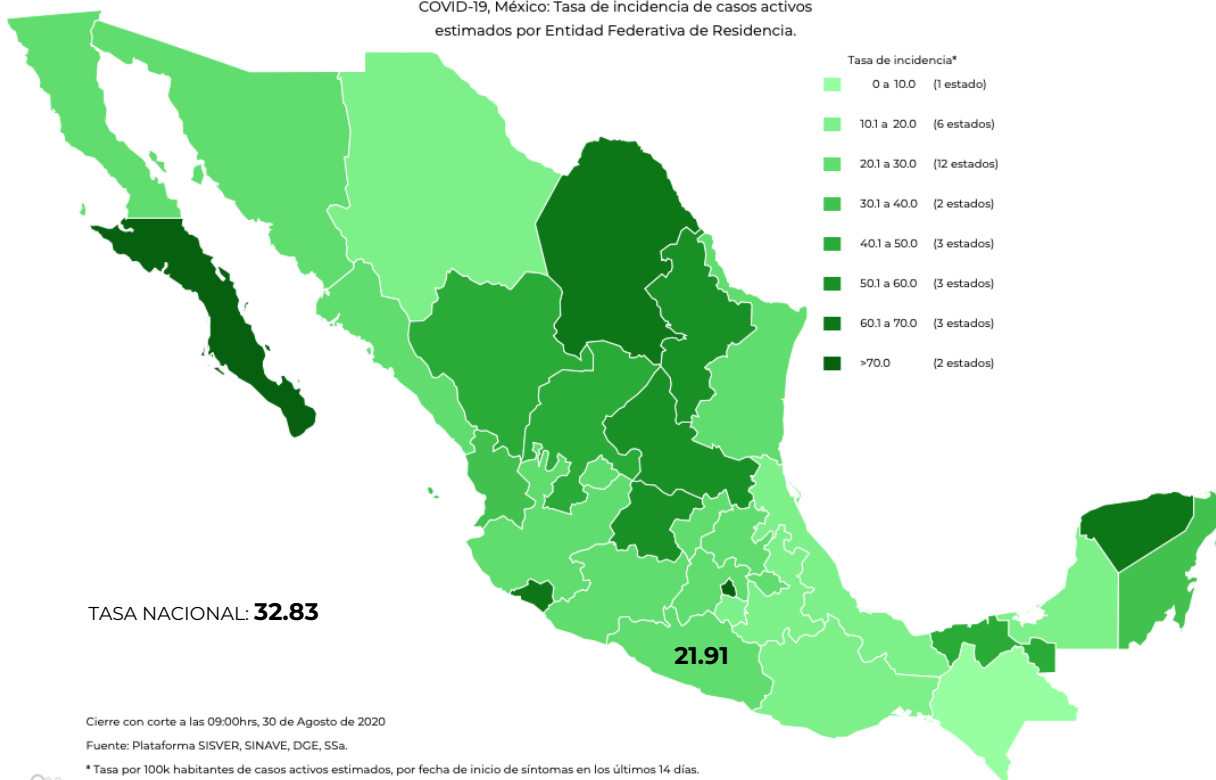 COVID-19, México: Tasa de incidencia de casos activos
estimados por Entidad Federativa de Residencia.
Tasa de incidencia*
0 a 10.0 (1 estado)
10.1 a 20.0 (6 estados)
20.1 a 30.0 (12 estados)
30.1 a 40.0 (2 estados)
40.1 a 50.0 (3 estados)
50.1 a 60.0 (3 estados)
60.1 a 70.0 (3 estados)
>70.0 (2 estados)
TASA NACIONAL: 32.83
21.91
Cierre con corte a las 09:00hrs, 30 de Agosto de 2020
Fuente: Plataforma SISVER, SINAVE, DGE, SSa.
* Tasa por 100k habitantes de casos activos estimados, por fecha de inicio de síntomas en los últimos 14 días.